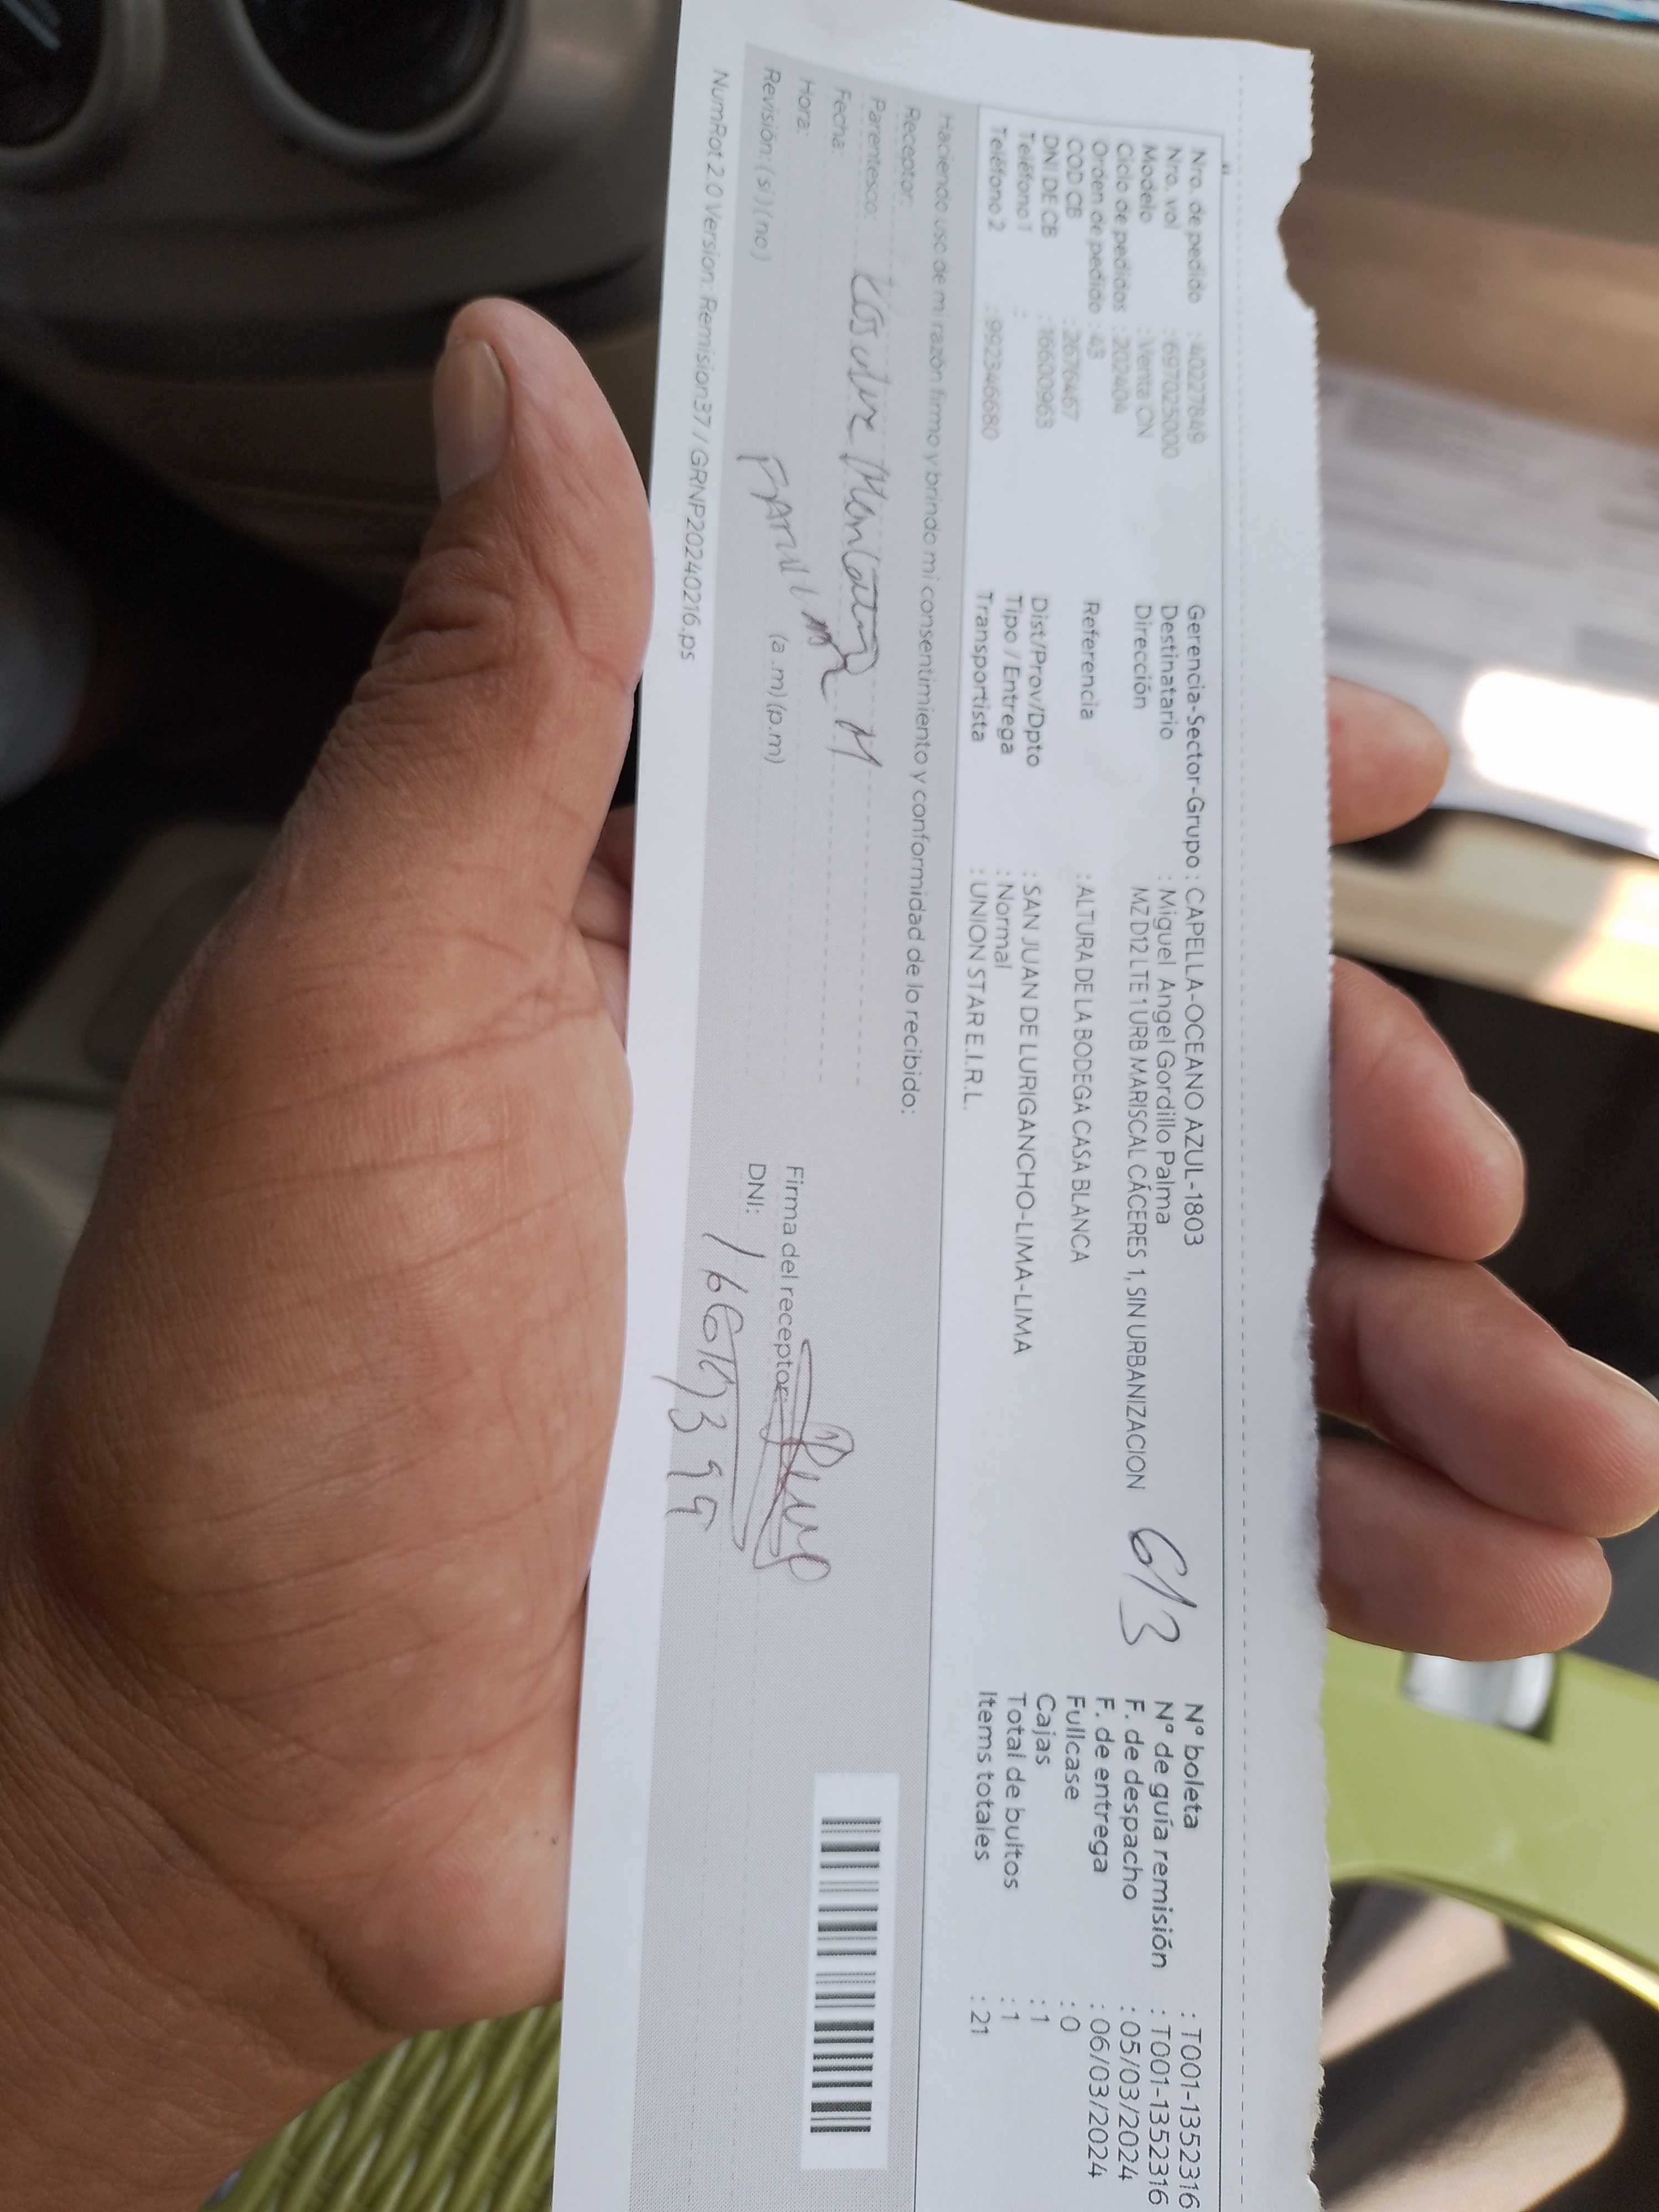 Nro. de pedido : 40227849
Nro. vol : 697025000
Modelo : Venta CN
Ciclo de pedidos : 202404
Orden de pedido : 43
COD CB : 2676467
DNI DE CB : 16600963
Teléfono 1 :
Teléfono 2 : 992346680
Gerencia-Sector-Grupo : CAPELLA-OCEANO AZUL-1803
Destinatario : Miguel Angel Gordillo Palma
Dirección MZ D12 LTE 1 URB MARISCAL CÁCERES 1, SIN URBANIZACION
Referencia : ALTURA DE LA BODEGA CASA BLANCA
Dist/Prov/Dpto : SAN JUAN DE LURIGANCHO-LIMA-LIMA
Tipo / Entrega : Normal
Transportista : UNION STAR E.I.R.L.
6/3
N° boleta : T001-1352316
N° de guía remisión : T001-1352316
F. de despacho : 05/03/2024
F. de entrega : 06/03/2024
Fullcase : 0
Cajas : 1
Total de bultos : 1
Items totales : 21
Haciendo uso de mi razón firmo y brindo mi consentimiento y conformidad de lo recibido:
Receptor:
Parentesco:
Fecha:
Hora: (a.m) (p.m)
Revisión: (si) (no)
Firma del receptor:
DNI:
NumRot 2.0 Version: Remision37 / GRNP20240216.ps